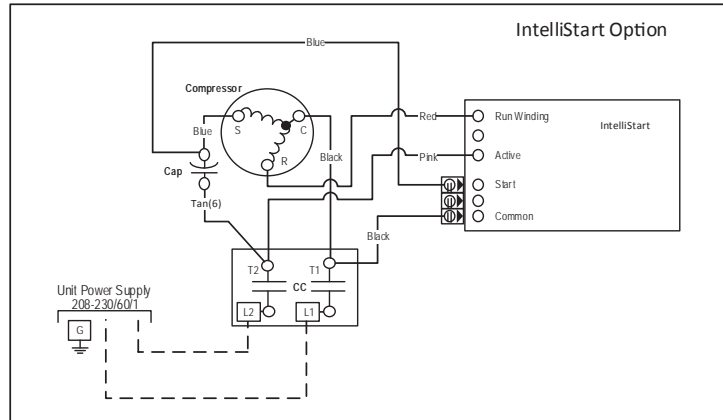 IntelliStart Option
Blue
Compressor
S
C
R
Blue
Cap
Tan(6)
Black
Red
Pink
Run Winding
IntelliStart
Active
Start
Common
Black
T2
T1
CC
L2
L1
Unit Power Supply
208-230/60/1
G